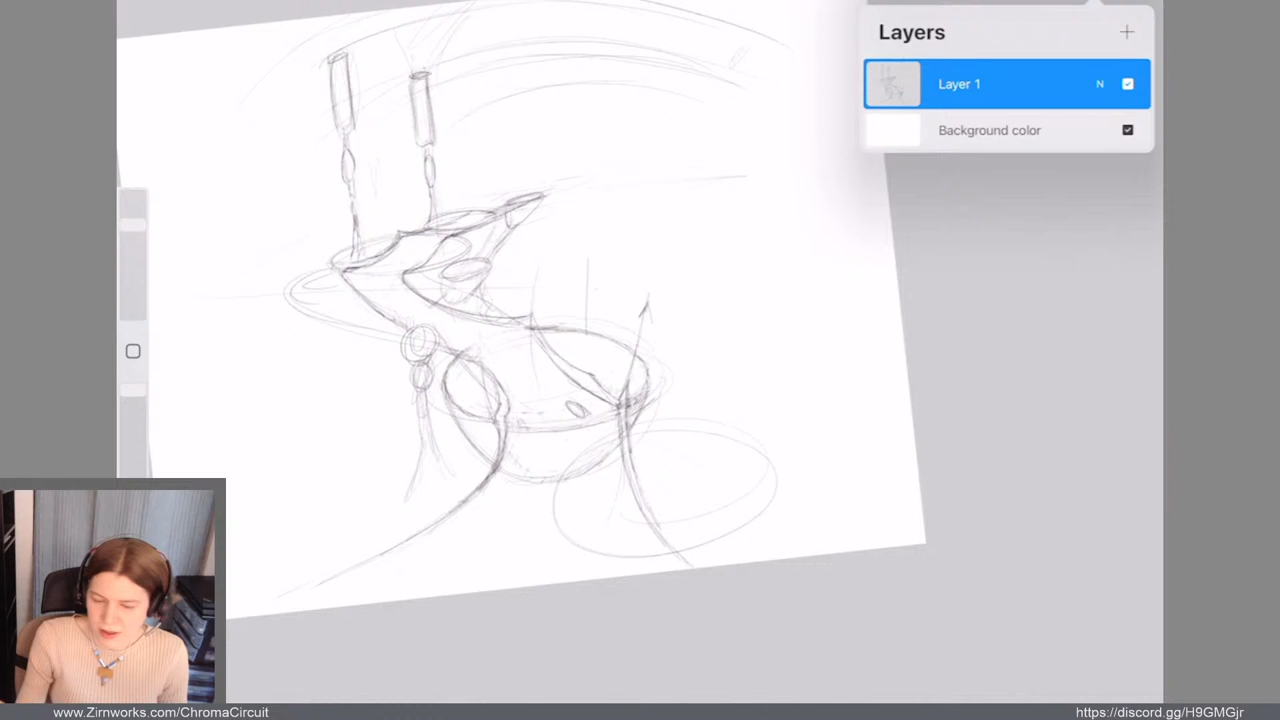 Layers
Layer 1
N
Background color
www.Zirnworks.com/ChromaCircuit
https://discord.gg/H9GMGjr